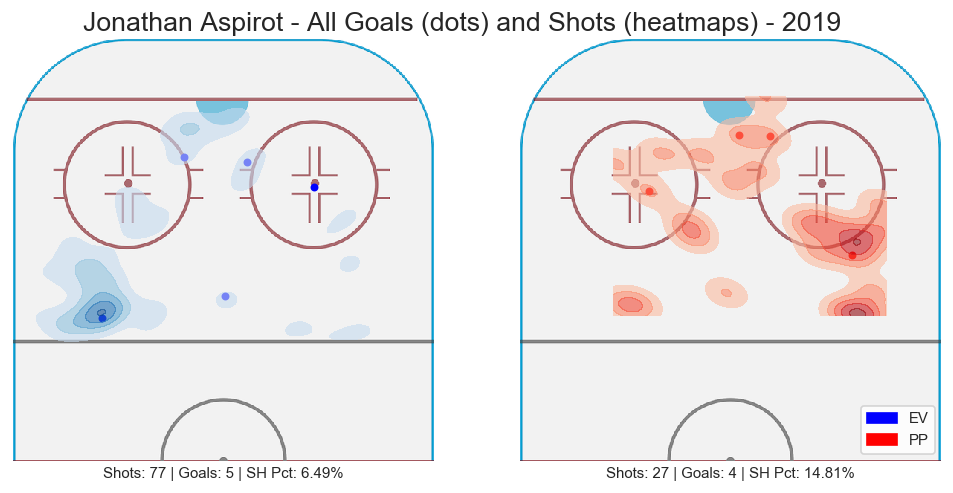 Jonathan Aspirot - All Goals (dots) and Shots (heatmaps) - 2019
EV
PP
Shots: 77 | Goals: 5 | SH Pct: 6.49%
Shots: 27 | Goals: 4 | SH Pct: 14.81%